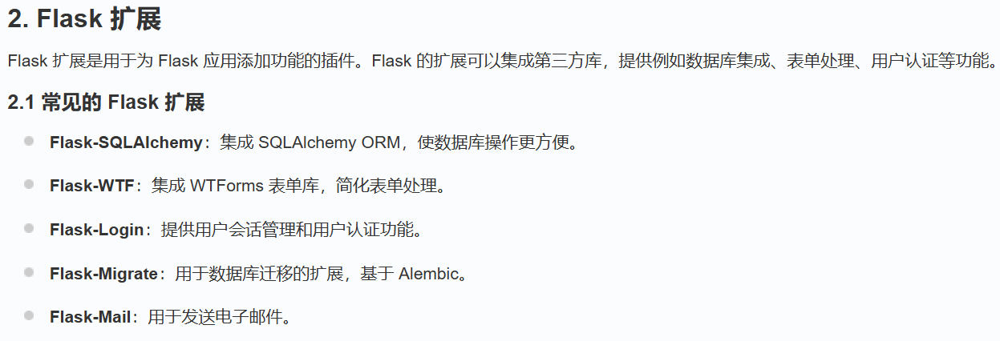 2. Flask 扩展
Flask 扩展是用于为 Flask 应用添加功能的插件。Flask 的扩展可以集成第三方库，提供例如数据库集成、表单处理、用户认证等功能。
2.1 常见的 Flask 扩展
Flask-SQLAlchemy：集成 SQLAlchemy ORM，使数据库操作更方便。
Flask-WTF：集成 WTForms 表单库，简化表单处理。
Flask-Login：提供用户会话管理和用户认证功能。
Flask-Migrate：用于数据库迁移的扩展，基于 Alembic。
Flask-Mail：用于发送电子邮件。